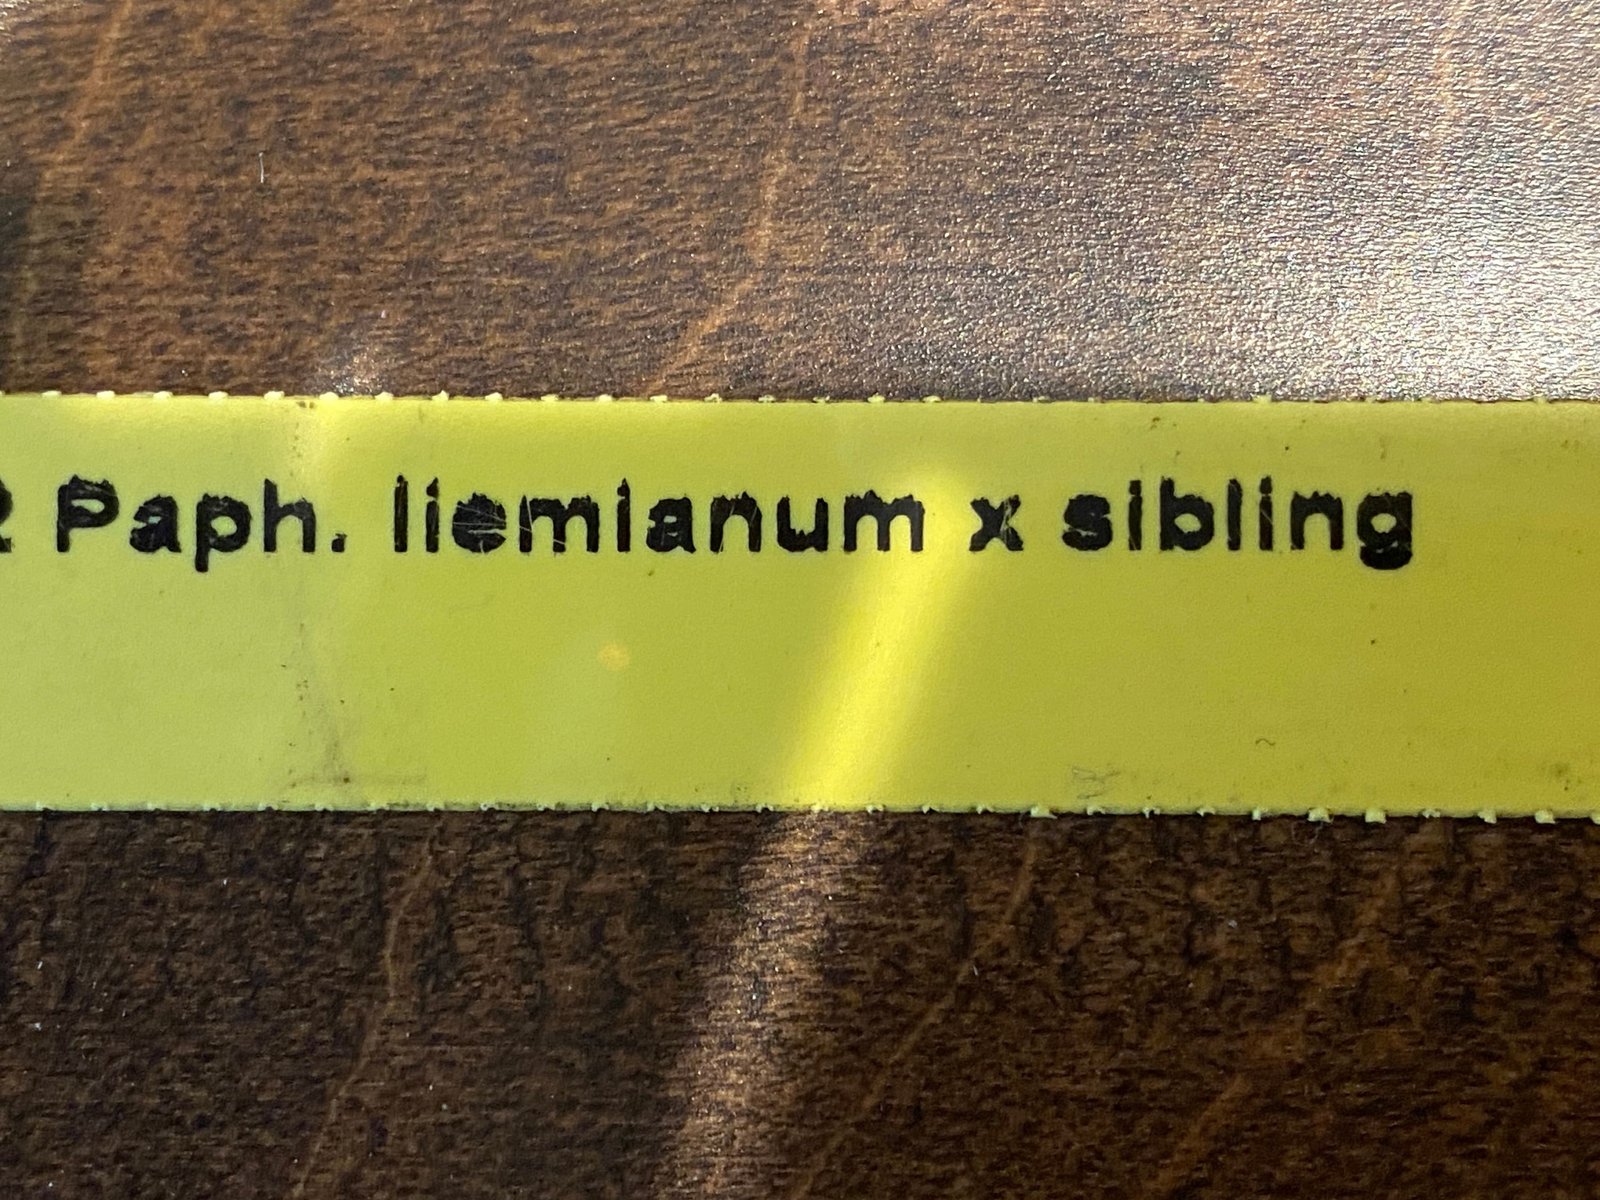 Paph. liemianum x sibling